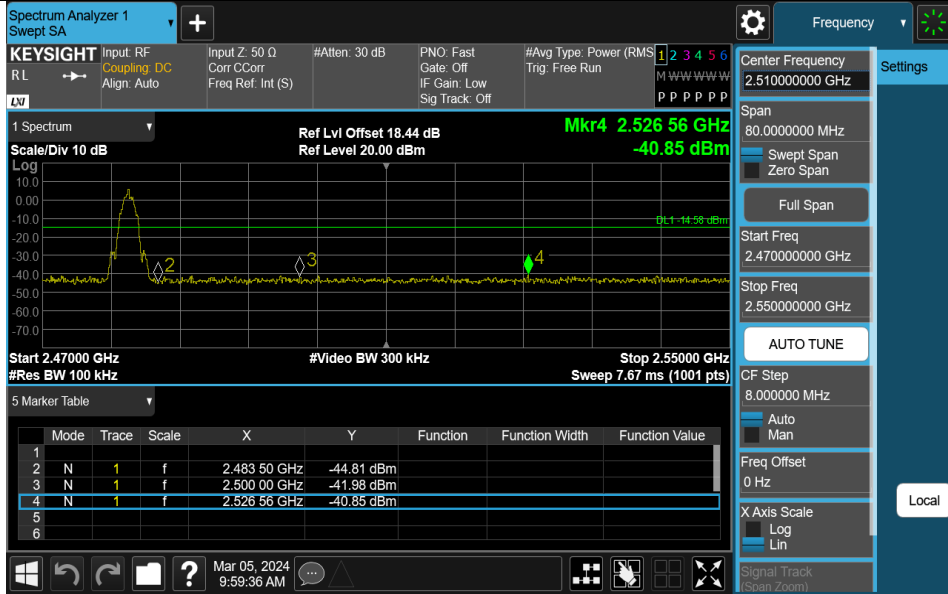 Spectrum Analyzer 1
Swept SA
+
Frequency
KEYSIGHT
RL
LXI
Input: RF
Coupling: DC
Align: Auto
Input Z: 50 Ω
Corr CCorr
Freq Ref: Int (S)
#Atten: 30 dB
PNO: Fast
Gate: Off
IF Gain: Low
Sig Track: Off
#Avg Type: Power (RMS
Trig: Free Run
1 2 3 4 5 6
M W W W W W
P P P P P P
1 Spectrum
Scale/Div 10 dB
Ref Lvl Offset 18.44 dB
Ref Level 20.00 dBm
Mkr4 2.526 56 GHz
-40.85 dBm
Log
10.0
0.00
-10.0
-20.0
-30.0
-40.0
-50.0
-60.0
-70.0
DL1 -14.58 dBm
2
3
4
Start 2.47000 GHz
#Video BW 300 kHz
Stop 2.55000 GHz
#Res BW 100 kHz
Sweep 7.67 ms (1001 pts)
5 Marker Table
Mode Trace Scale X Y Function Function Width Function Value
1
2 N 1 f 2.483 50 GHz -44.81 dBm
3 N 1 f 2.500 00 GHz -41.98 dBm
4 N 1 f 2.526 56 GHz -40.85 dBm
5
6
?
Mar 05, 2024
9:59:36 AM
Center Frequency
2.510000000 GHz
Span
80.0000000 MHz
Swept Span
Zero Span
Full Span
Start Freq
2.470000000 GHz
Stop Freq
2.550000000 GHz
AUTO TUNE
CF Step
8.000000 MHz
Auto
Man
Freq Offset
0 Hz
X Axis Scale
Log
Lin
Signal Track
(Span Zoom)
Settings
Local